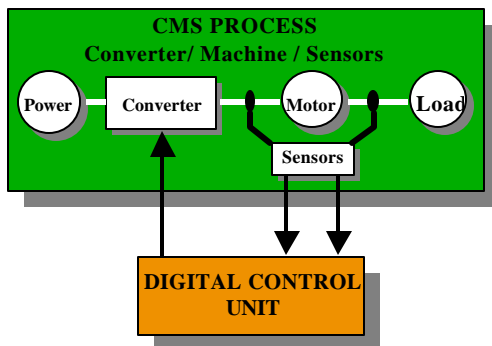 CMS PROCESS
Converter/ Machine / Sensors
Power
Converter
Motor
Load
Sensors
DIGITAL CONTROL
UNIT